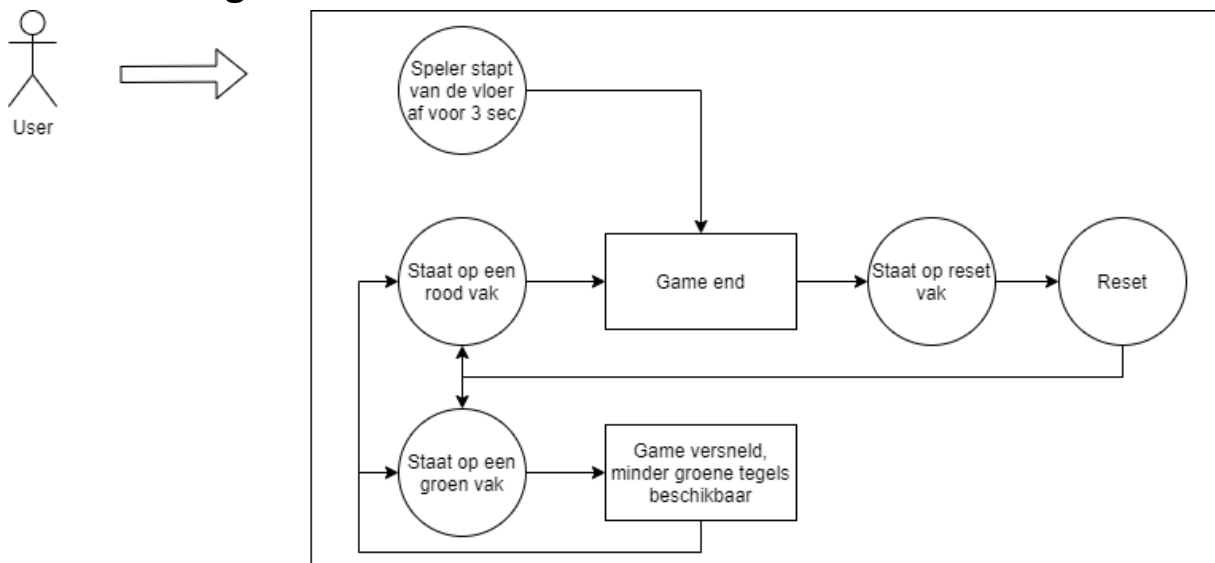 User
Speler stapt
van de vloer
af voor 3 sec
Staat op een
rood vak
Game end
Staat op reset
vak
Reset
Staat op een
groen vak
Game versneld,
minder groene tegels
beschikbaar